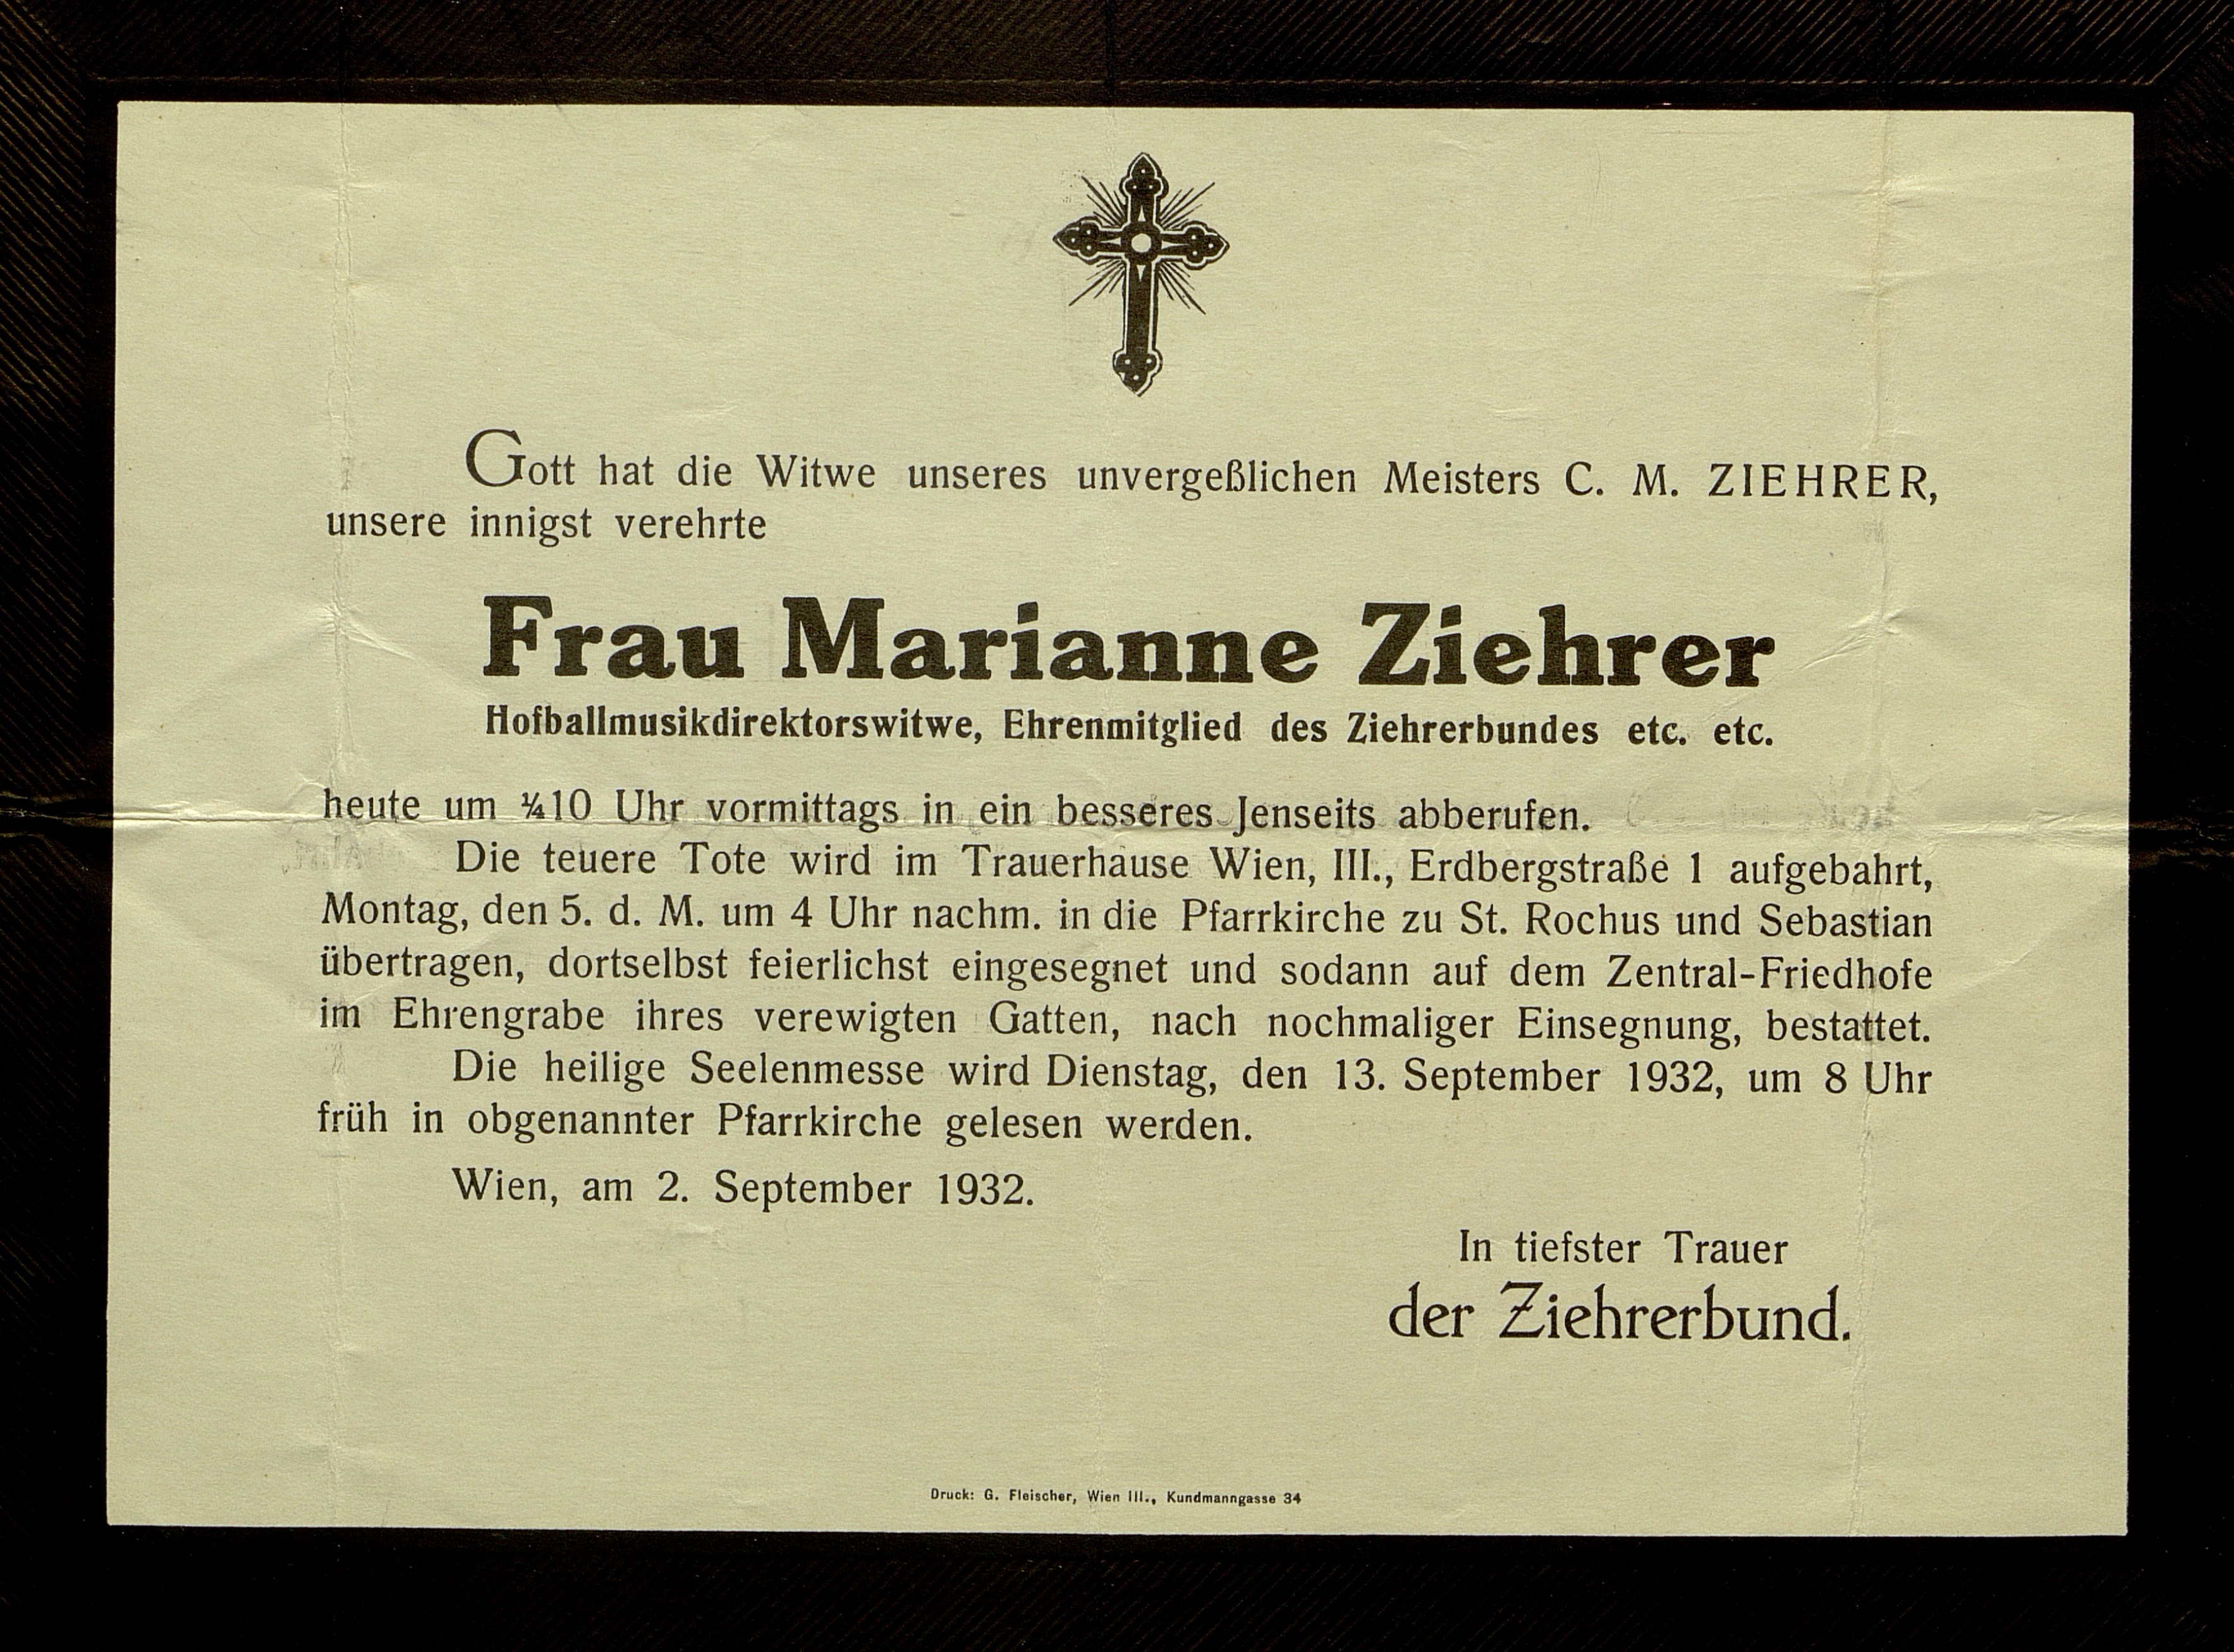 Gott hat die Witwe unseres unvergeßlichen Meisters C. M. ZIEHRER,
unsere innigst verehrte
Frau Marianne Ziehrer
Hofballmusikdirektorswitwe, Ehrenmitglied des Ziehrerbundes etc. etc.
heute um ¼10 Uhr vormittags in ein besseres Jenseits abberufen.
Die teuere Tote wird im Trauerhause Wien, III., Erdbergstraße 1 aufgebahrt,
Montag, den 5. d. M. um 4 Uhr nachm. in die Pfarrkirche zu St. Rochus und Sebastian
übertragen, dortselbst feierlichst eingesegnet und sodann auf dem Zentral-Friedhofe
im Ehrengrabe ihres verewigten Gatten, nach nochmaliger Einsegnung, bestattet.
Die heilige Seelenmesse wird Dienstag, den 13. September 1932, um 8 Uhr
früh in obgenannter Pfarrkirche gelesen werden.
Wien, am 2. September 1932.
In tiefster Trauer
der Ziehrerbund.
Druck: G. Fleischer, Wien III., Kundmanngasse 34